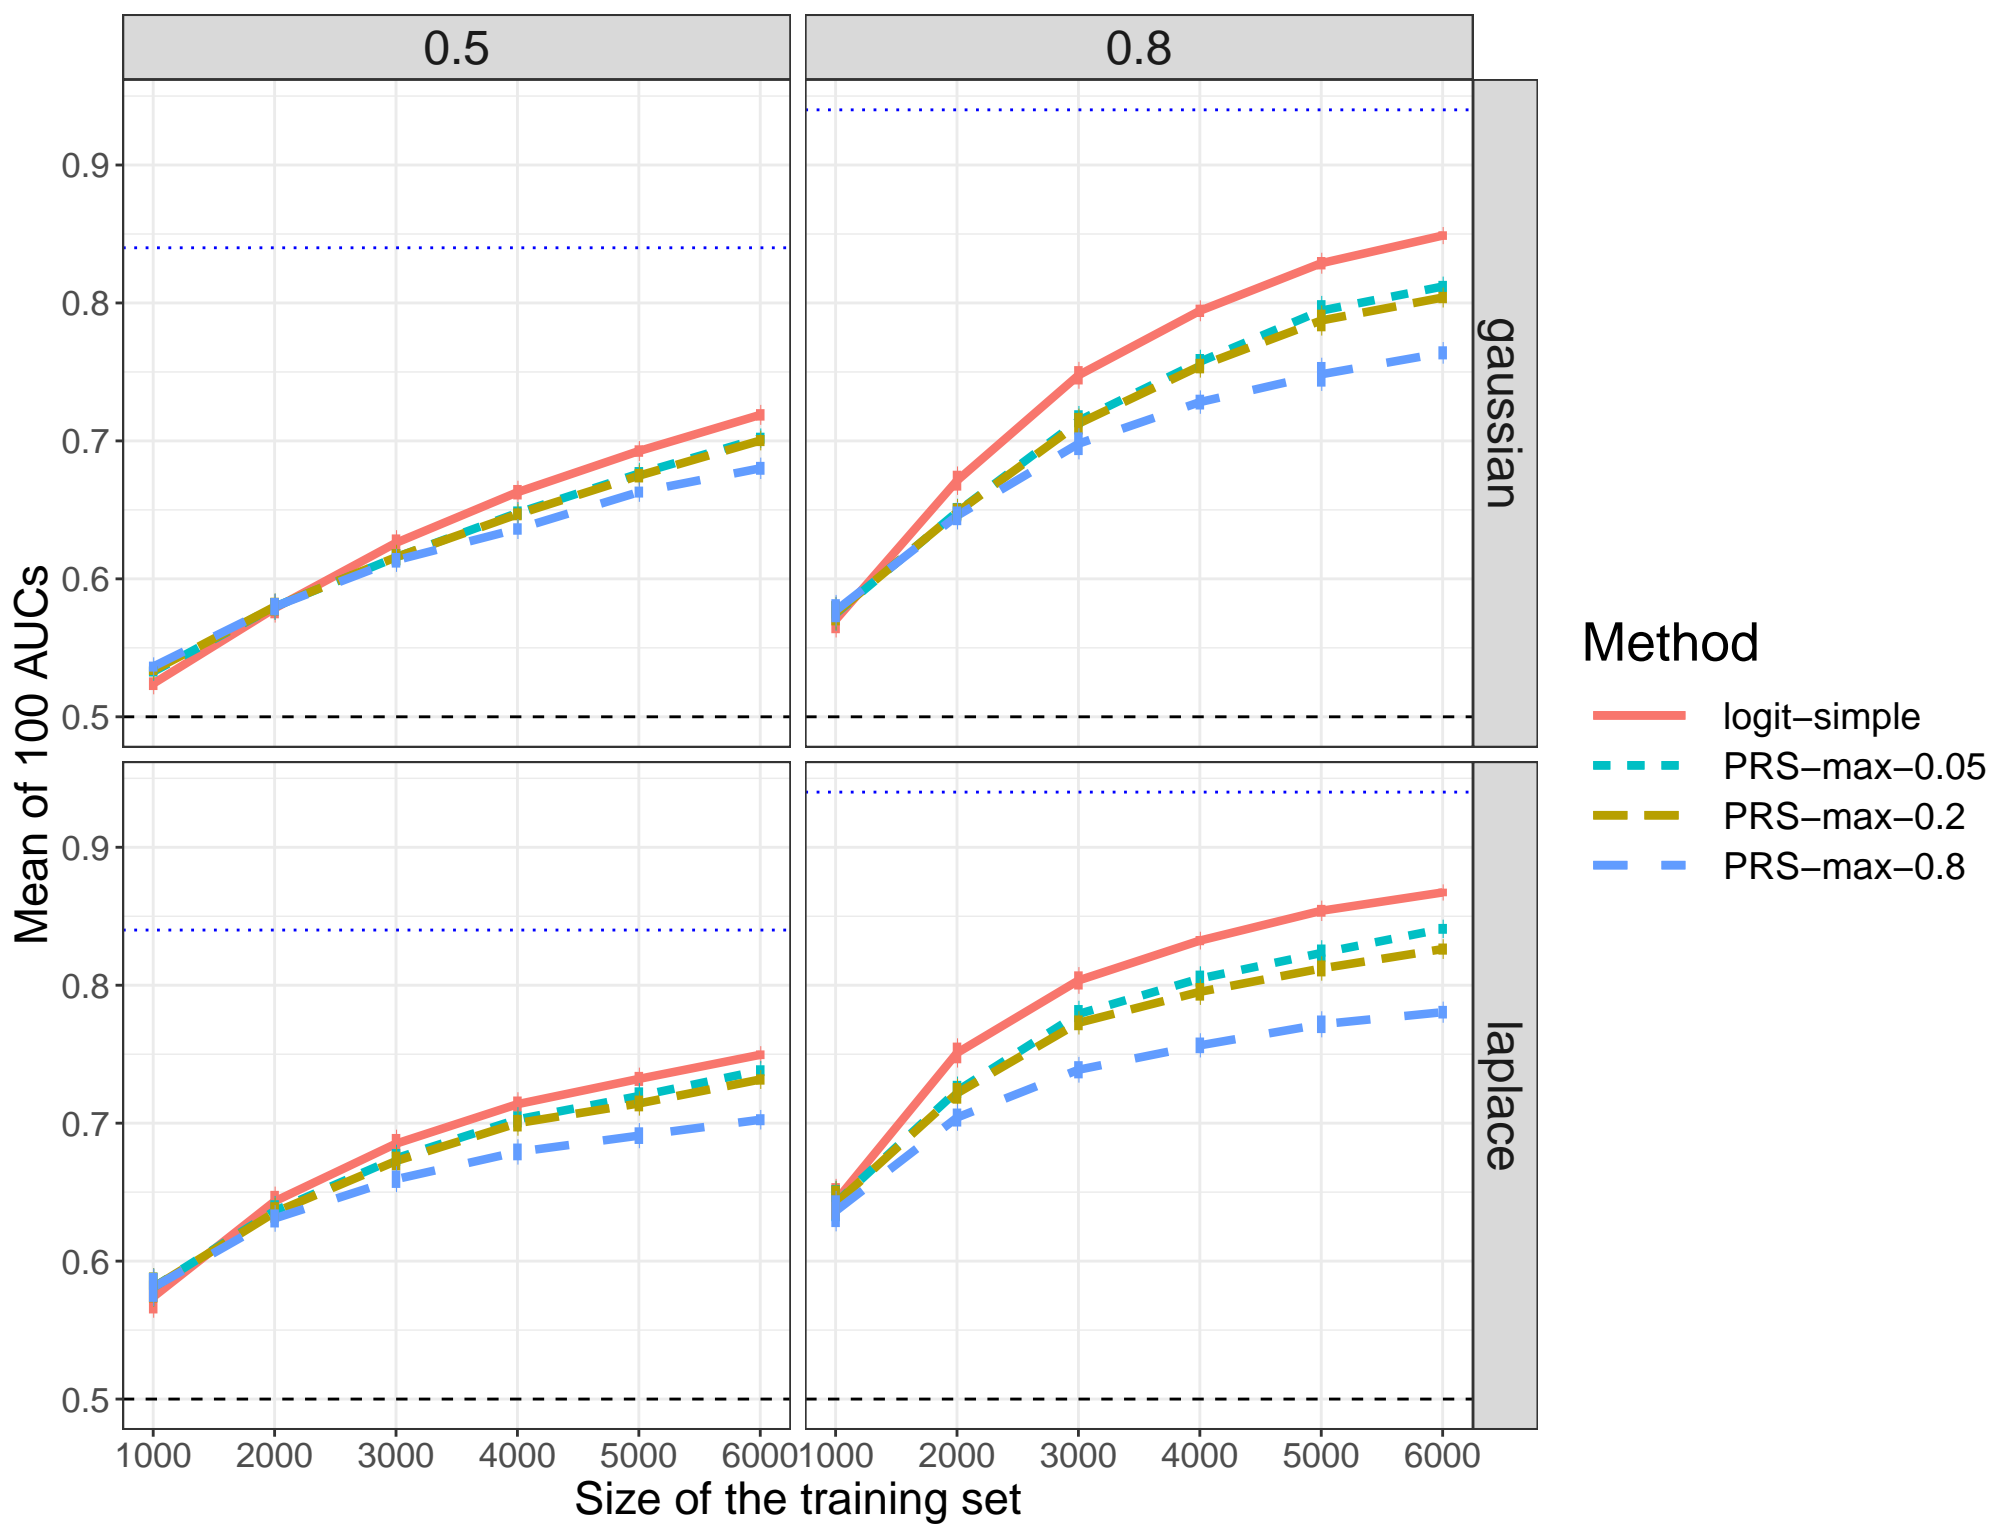 0.5
0.8
0.9
0.8
0.7
0.6
0.5
gaussian
0.9
0.8
0.7
0.6
0.5
laplace
Mean of 100 AUCs
1000 2000 3000 4000 5000 6000
1000 2000 3000 4000 5000 6000
Size of the training set
Method
logit−simple
PRS−max−0.05
PRS−max−0.2
PRS−max−0.8